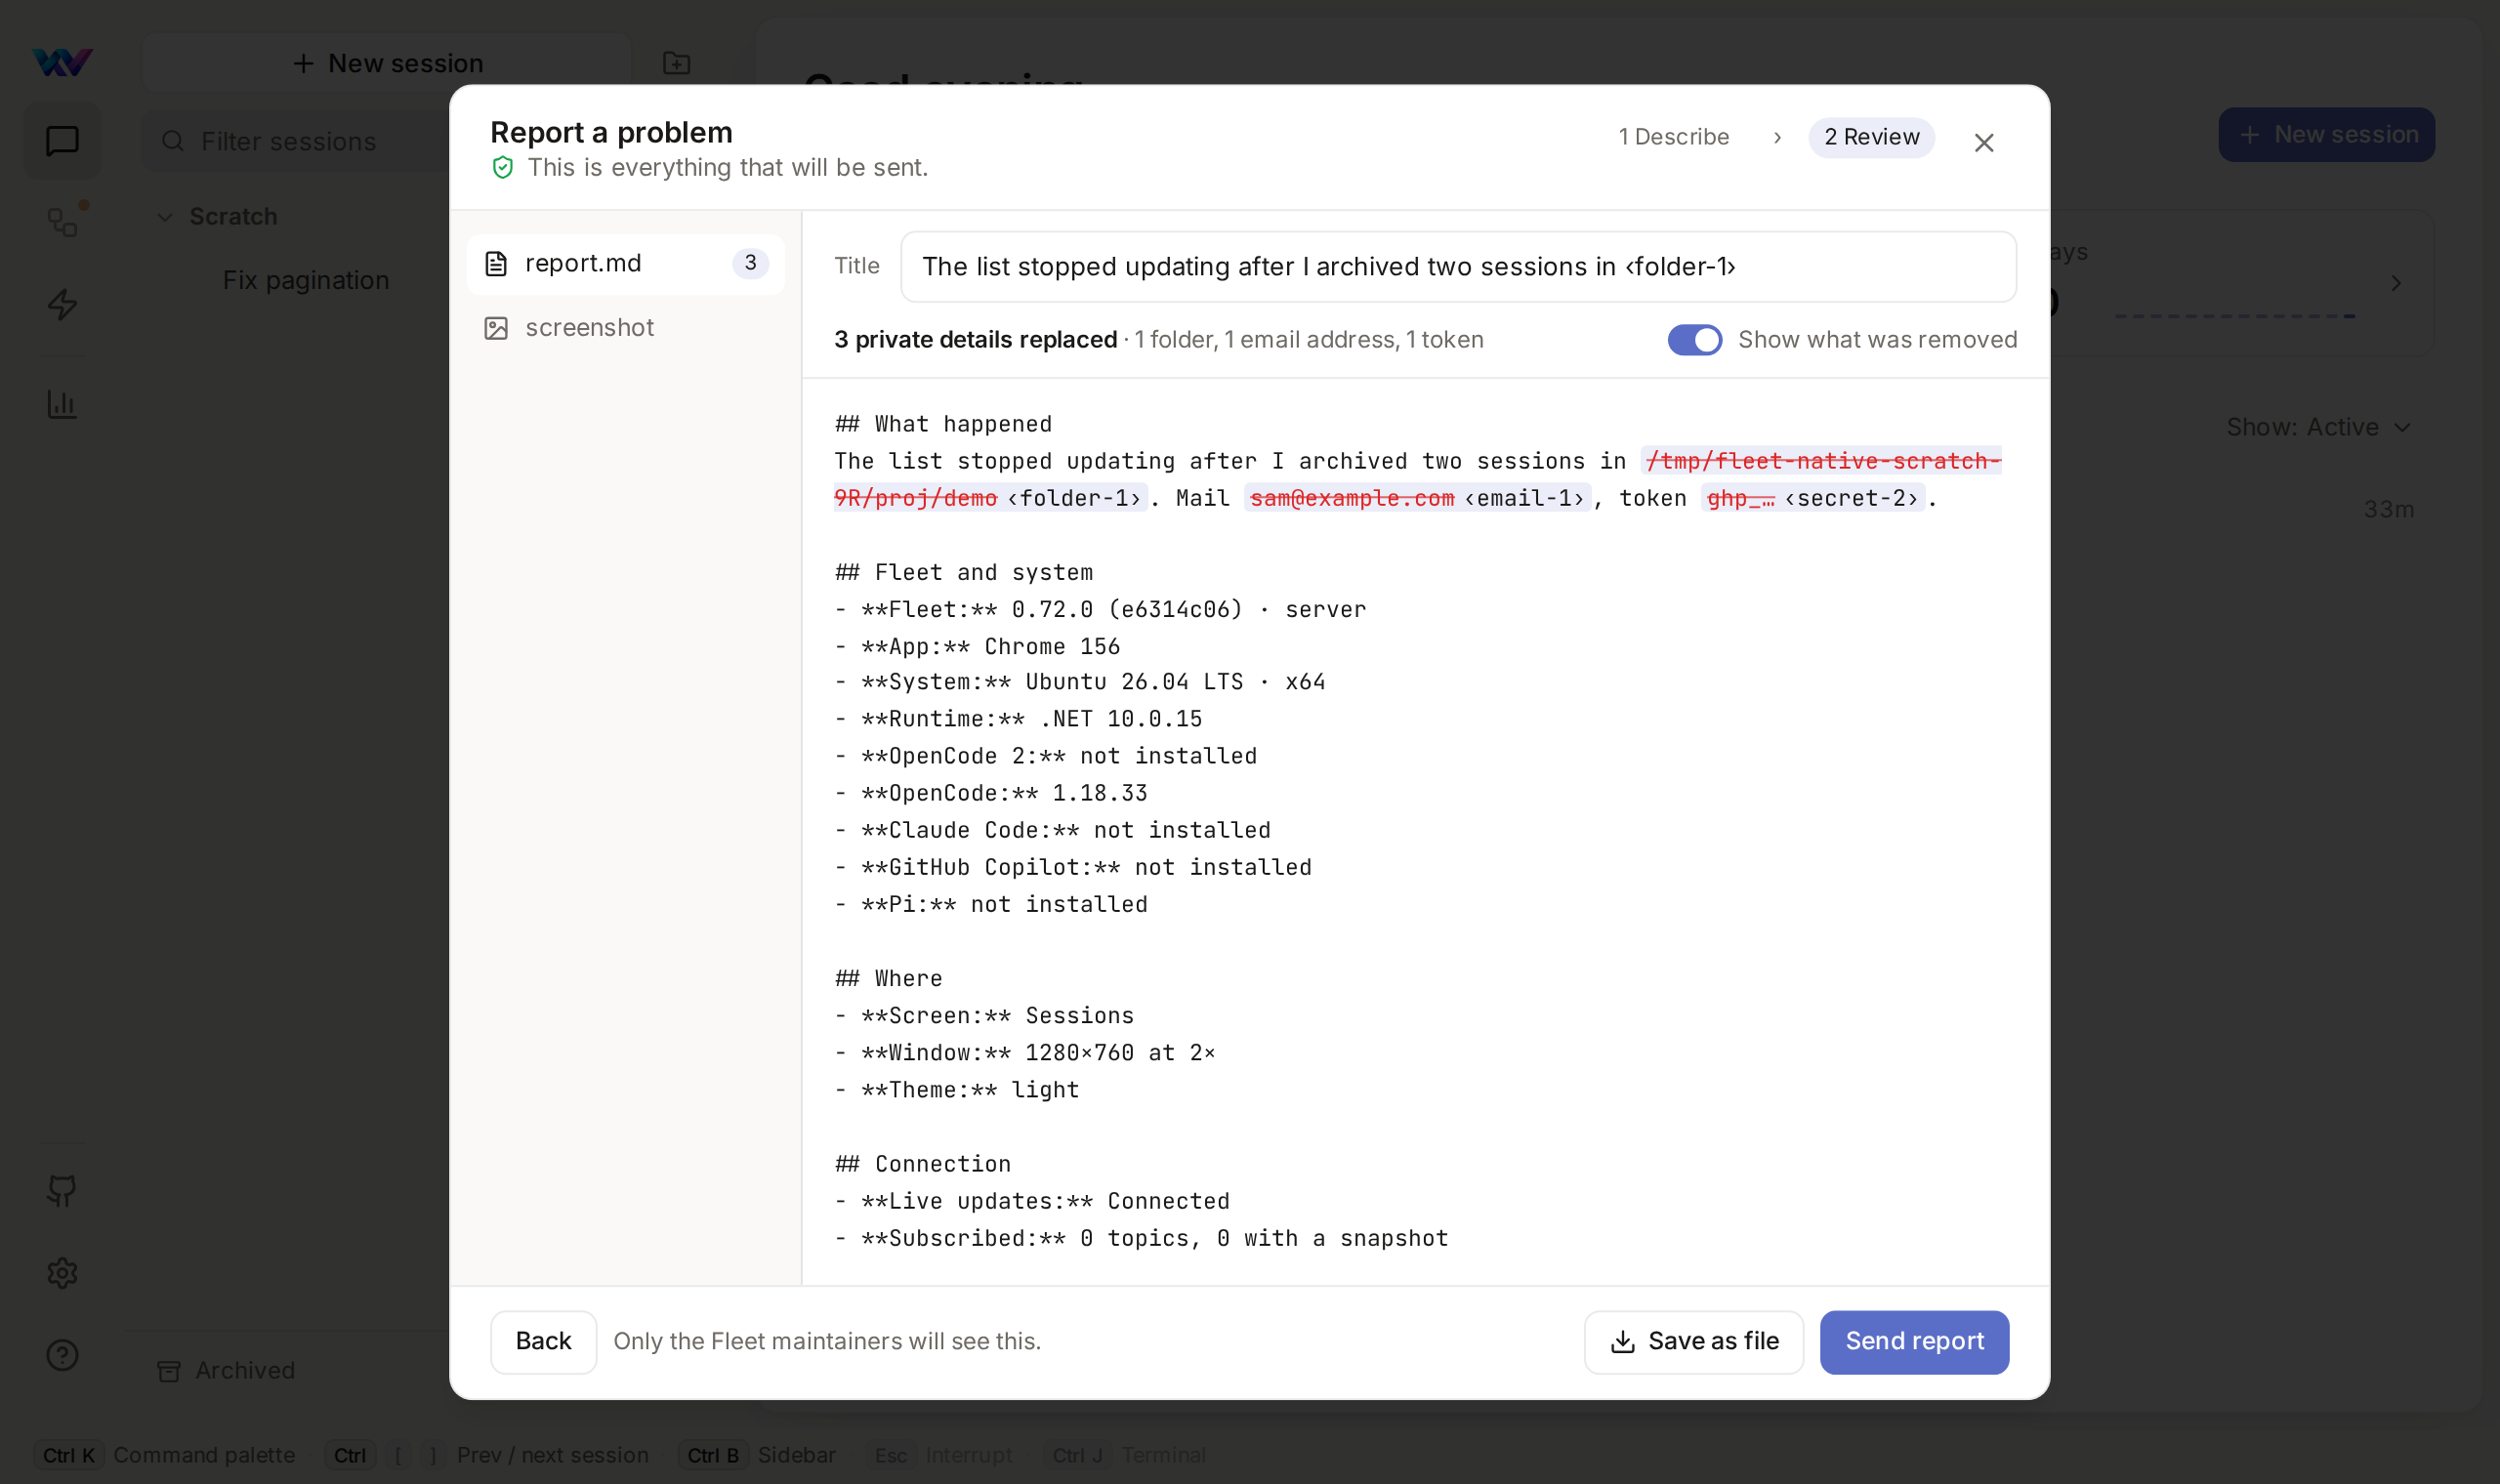 New session
Filter sessions
Scratch
Fix pagination
Archived
Good evening
New session
Show: Active
33m
Report a problem
This is everything that will be sent.
1 Describe › 2 Review
report.md 3
screenshot
Title The list stopped updating after I archived two sessions in ‹folder-1›
3 private details replaced · 1 folder, 1 email address, 1 token Show what was removed
## What happened
The list stopped updating after I archived two sessions in /tmp/fleet-native-scratch-
9R/proj/demo ‹folder-1›. Mail sam@example.com ‹email-1›, token ghp_… ‹secret-2›.
## Fleet and system
- **Fleet:** 0.72.0 (e6314c06) · server
- **App:** Chrome 156
- **System:** Ubuntu 26.04 LTS · x64
- **Runtime:** .NET 10.0.15
- **OpenCode 2:** not installed
- **OpenCode:** 1.18.33
- **Claude Code:** not installed
- **GitHub Copilot:** not installed
- **Pi:** not installed
## Where
- **Screen:** Sessions
- **Window:** 1280×760 at 2×
- **Theme:** light
## Connection
- **Live updates:** Connected
- **Subscribed:** 0 topics, 0 with a snapshot
Back Only the Fleet maintainers will see this. Save as file Send report
Ctrl K Command palette Ctrl [ ] Prev / next session Ctrl B Sidebar Esc Interrupt Ctrl J Terminal